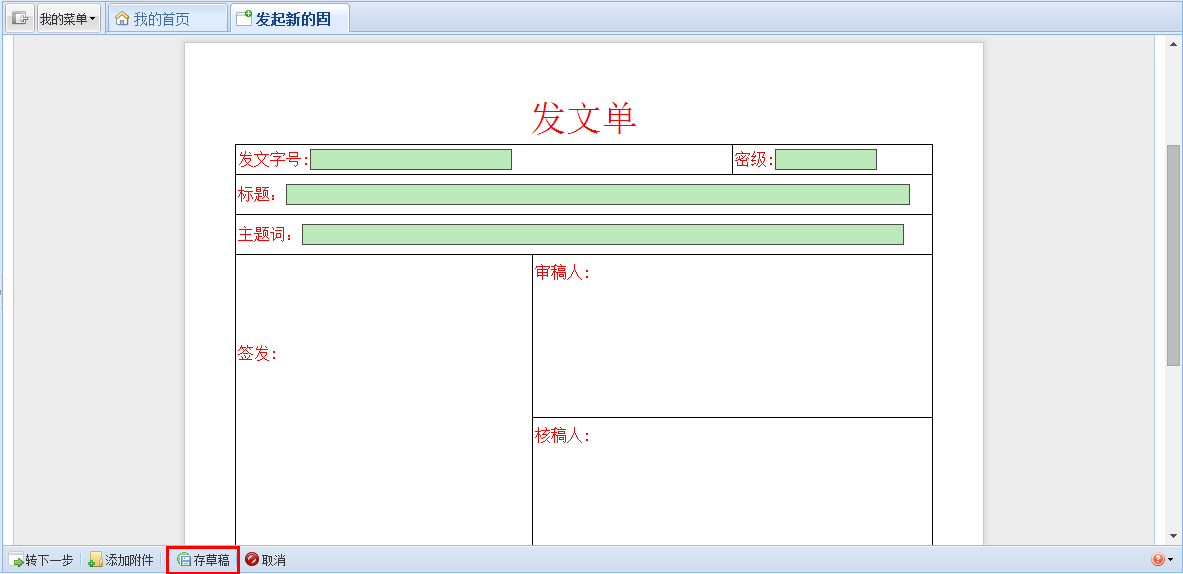 我的菜单 我的首页 发起新的固
发文单
发文字号: 密级:
标题:
主题词:
审稿人:
签发:
核稿人:
转下一步 添加附件 存草稿 取消